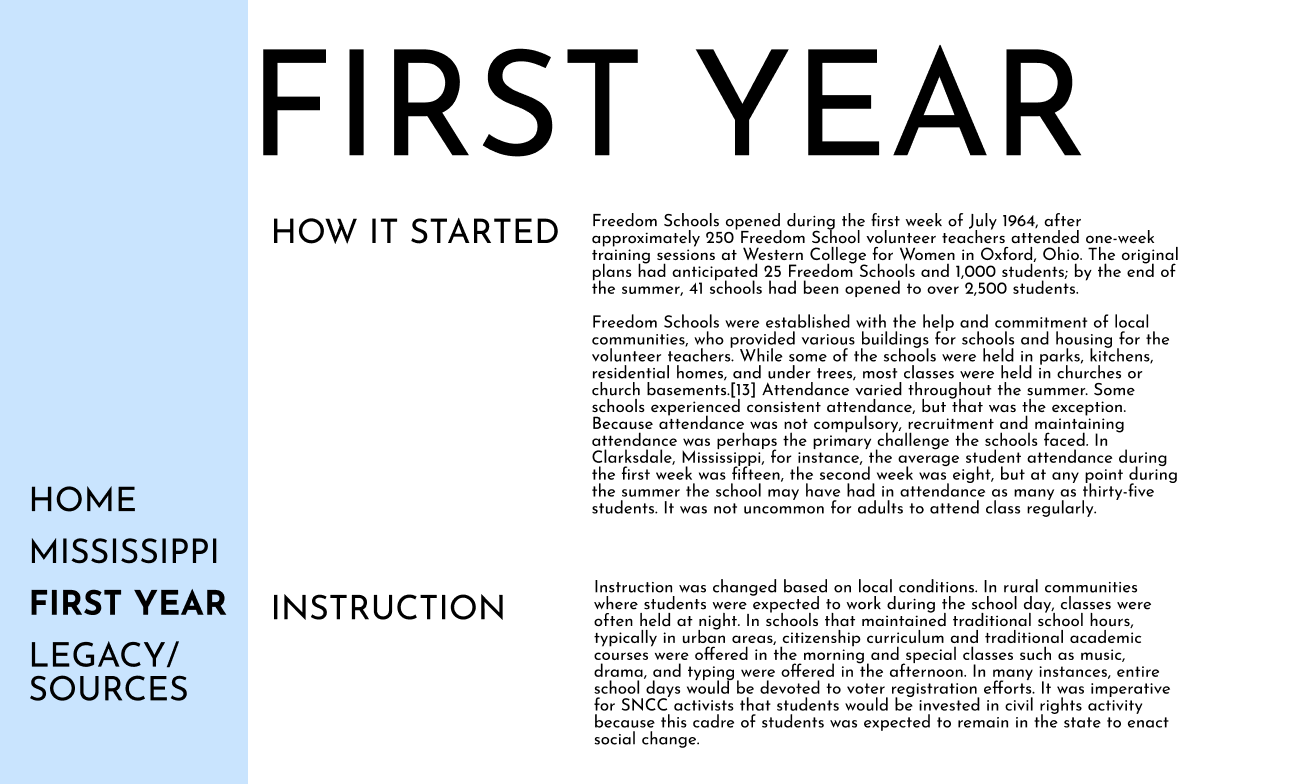 FIRST YEAR
HOW IT STARTED
Freedom Schools opened during the first week of July 1964, after
approximately 250 Freedom School volunteer teachers attended one-week
training sessions at Western College for Women in Oxford, Ohio. The original
plans had anticipated 25 Freedom Schools and 1,000 students; by the end of
the summer, 41 schools had been opened to over 2,500 students.
Freedom Schools were established with the help and commitment of local
communities, who provided various buildings for schools and housing for the
volunteer teachers. While some of the schools were held in parks, kitchens,
residential homes, and under trees, most classes were held in churches or
church basements.[13] Attendance varied throughout the summer. Some
schools experienced consistent attendance, but that was the exception.
Because attendance was not compulsory, recruitment and maintaining
attendance was perhaps the primary challenge the schools faced. In
Clarksdale, Mississippi, for instance, the average student attendance during
the first week was fifteen, the second week was eight, but at any point during
the summer the school may have had in attendance as many as thirty-five
students. It was not uncommon for adults to attend class regularly.
INSTRUCTION
Instruction was changed based on local conditions. In rural communities
where students were expected to work during the school day, classes were
often held at night. In schools that maintained traditional school hours,
typically in urban areas, citizenship curriculum and traditional academic
courses were offered in the morning and special classes such as music,
drama, and typing were offered in the afternoon. In many instances, entire
school days would be devoted to voter registration efforts. It was imperative
for SNCC activists that students would be invested in civil rights activity
because this cadre of students was expected to remain in the state to enact
social change.
HOME
MISSISSIPPI
FIRST YEAR
LEGACY/
SOURCES